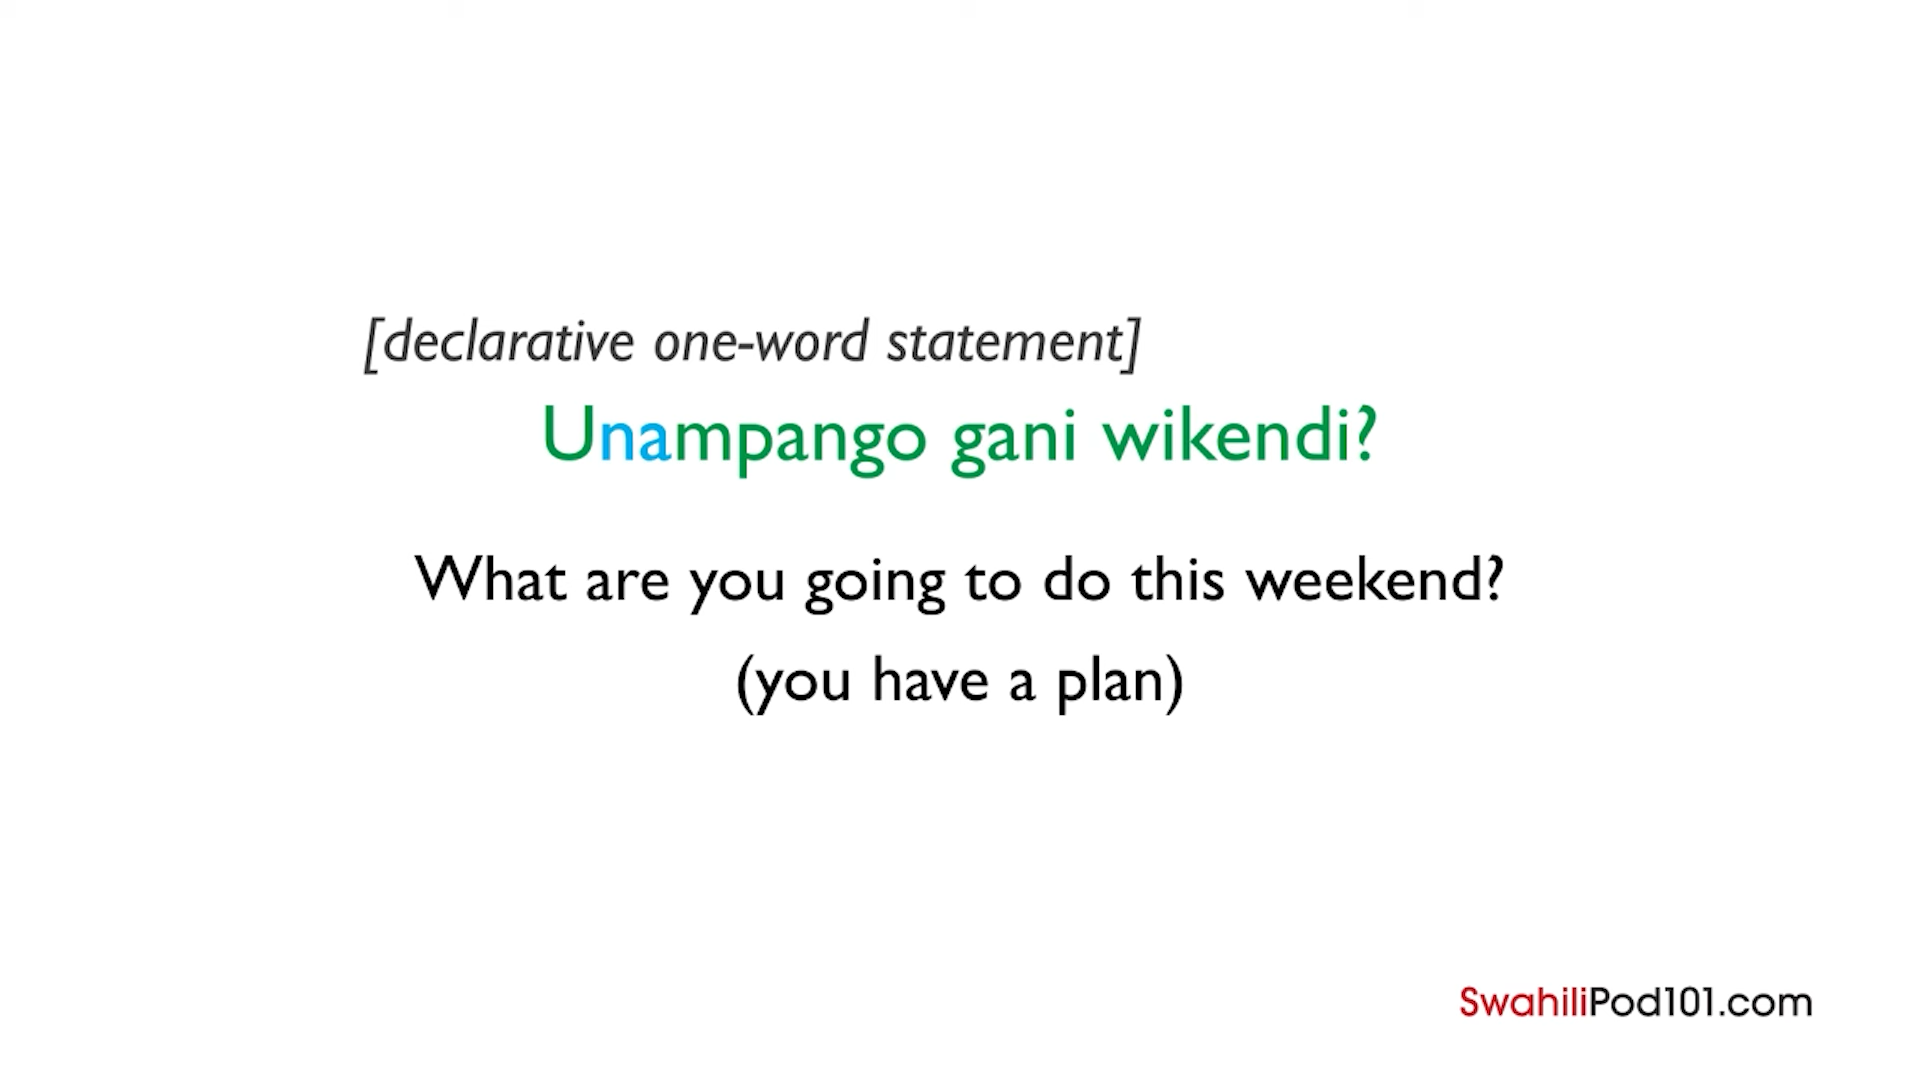 [declarative one-word statement]
Unampango gani wikendi?
What are you going to do this weekend?
(you have a plan)
SwahiliPod101.com